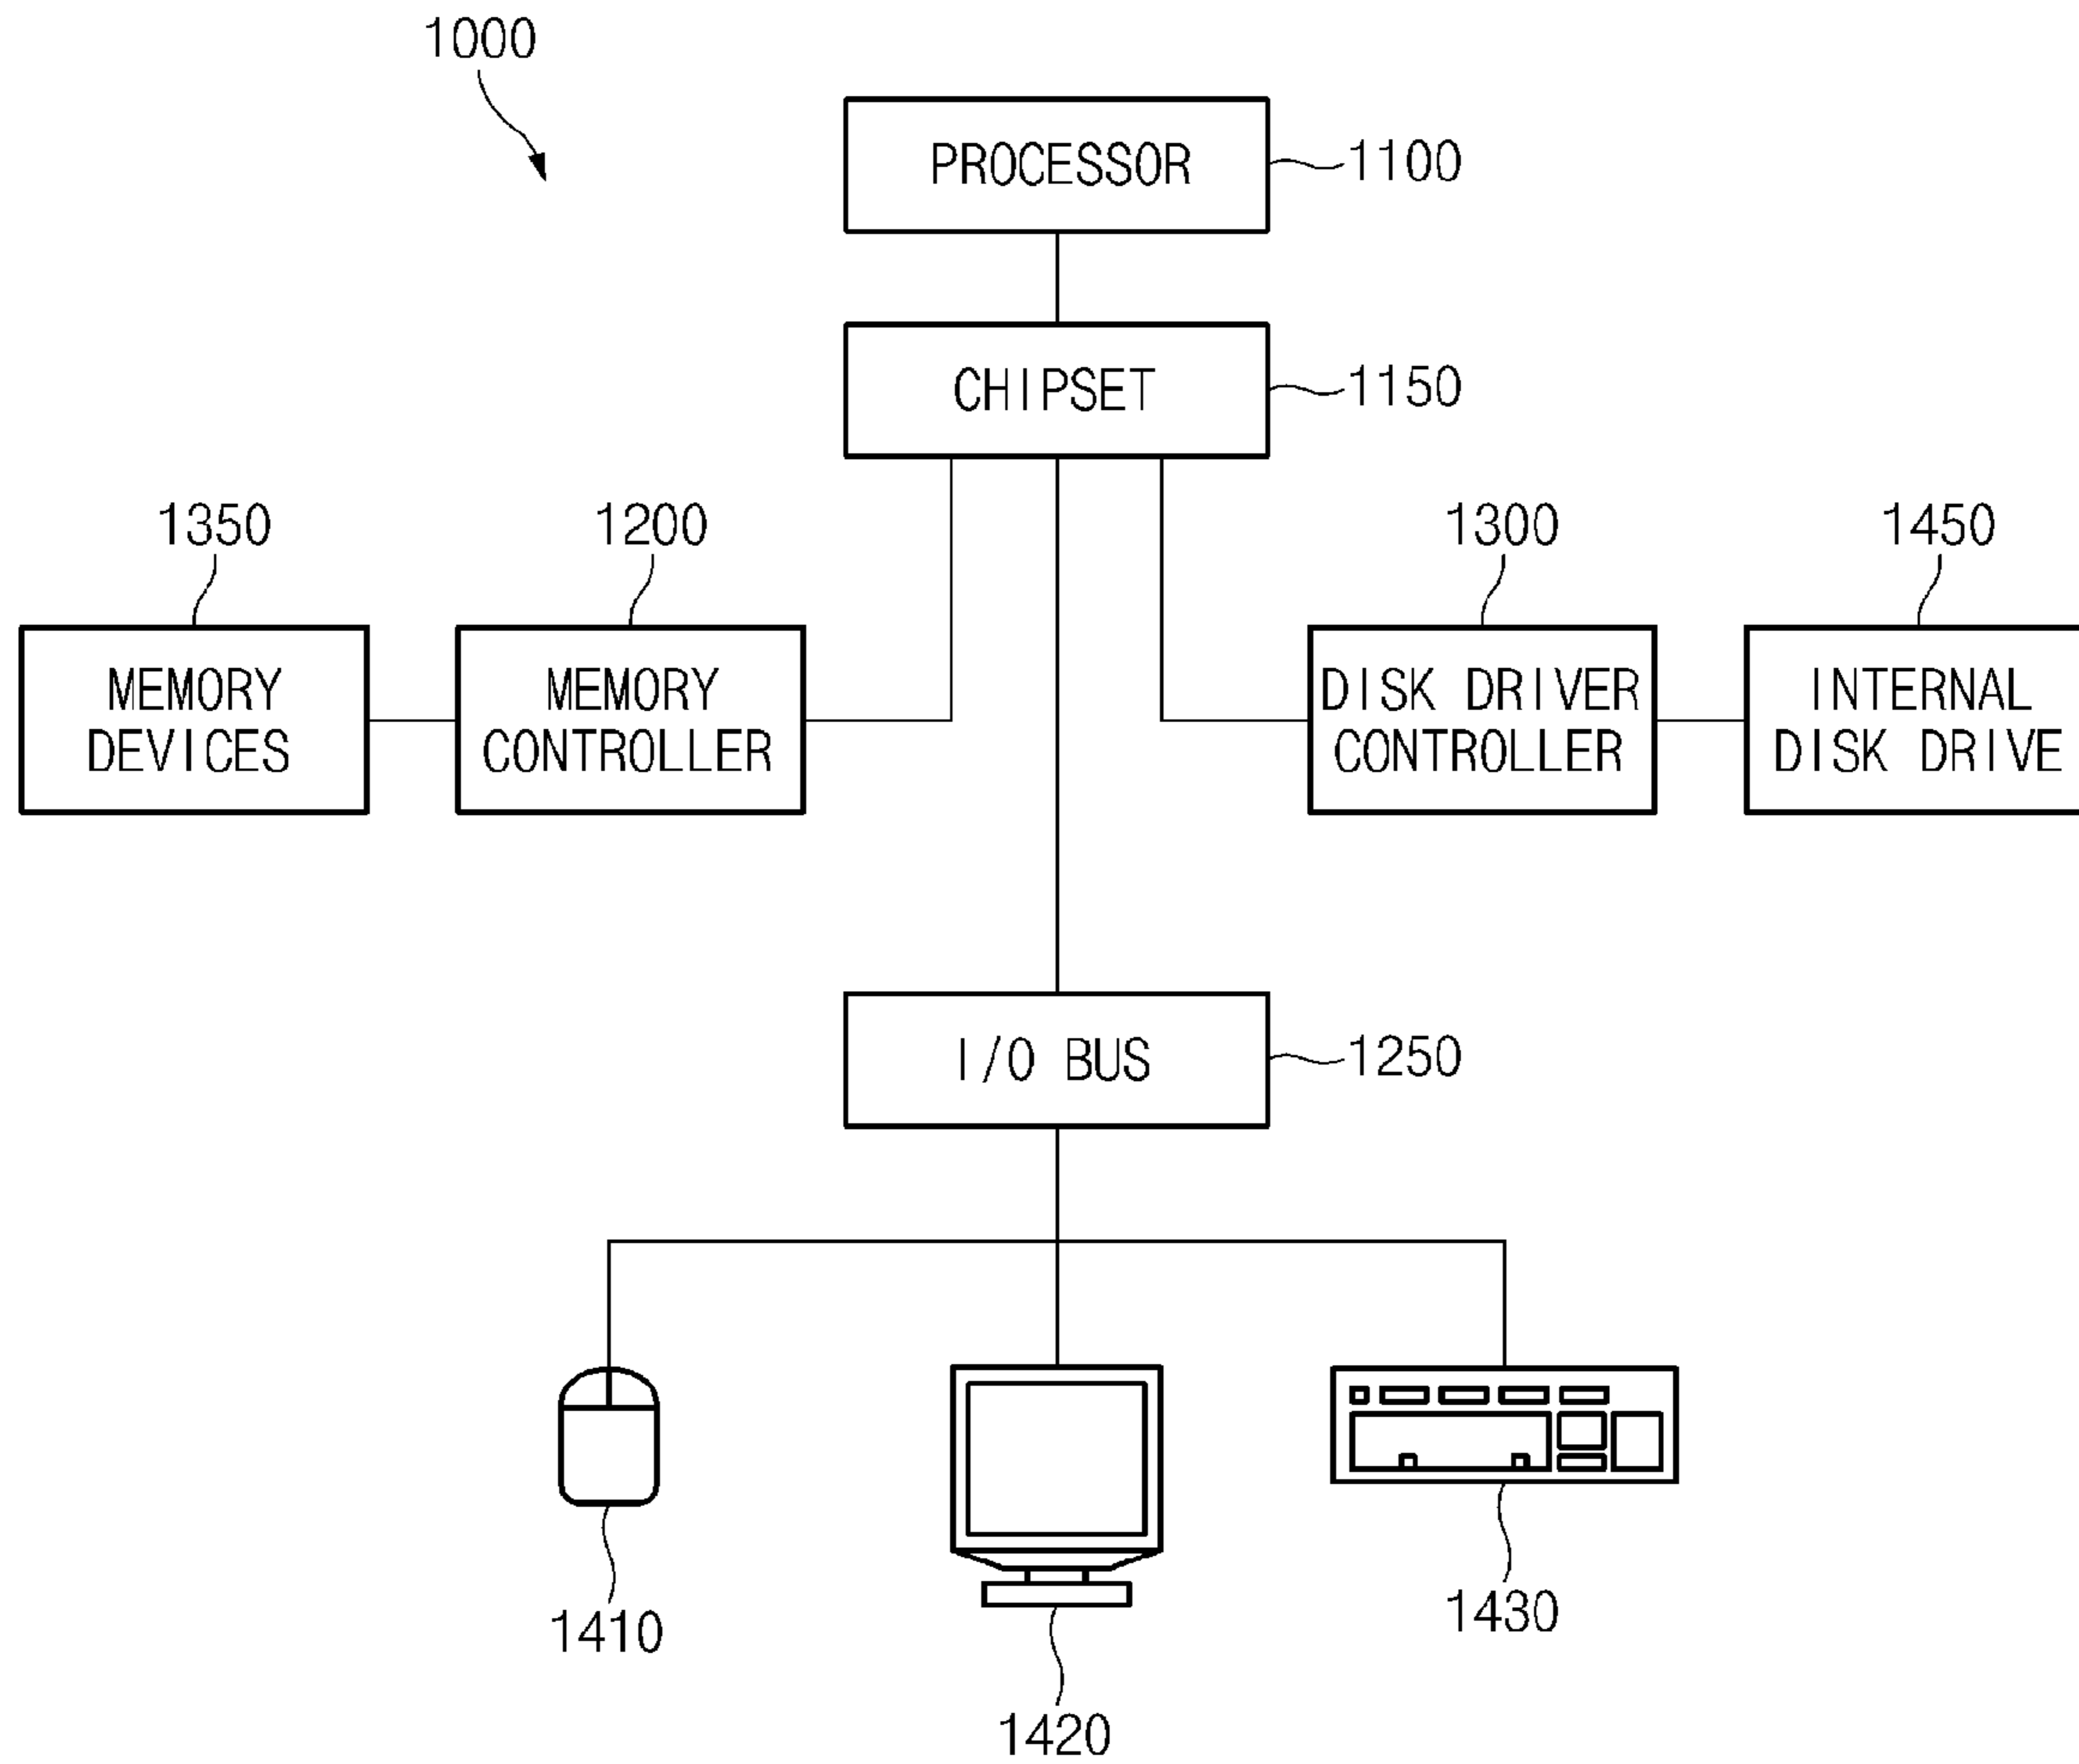 1000
PROCESSOR
1100
CHIPSET
1150
1350
1200
1300
1450
MEMORY
DEVICES
MEMORY
CONTROLLER
DISK DRIVER
CONTROLLER
INTERNAL
DISK DRIVE
I/O BUS
1250
1410
1420
1430